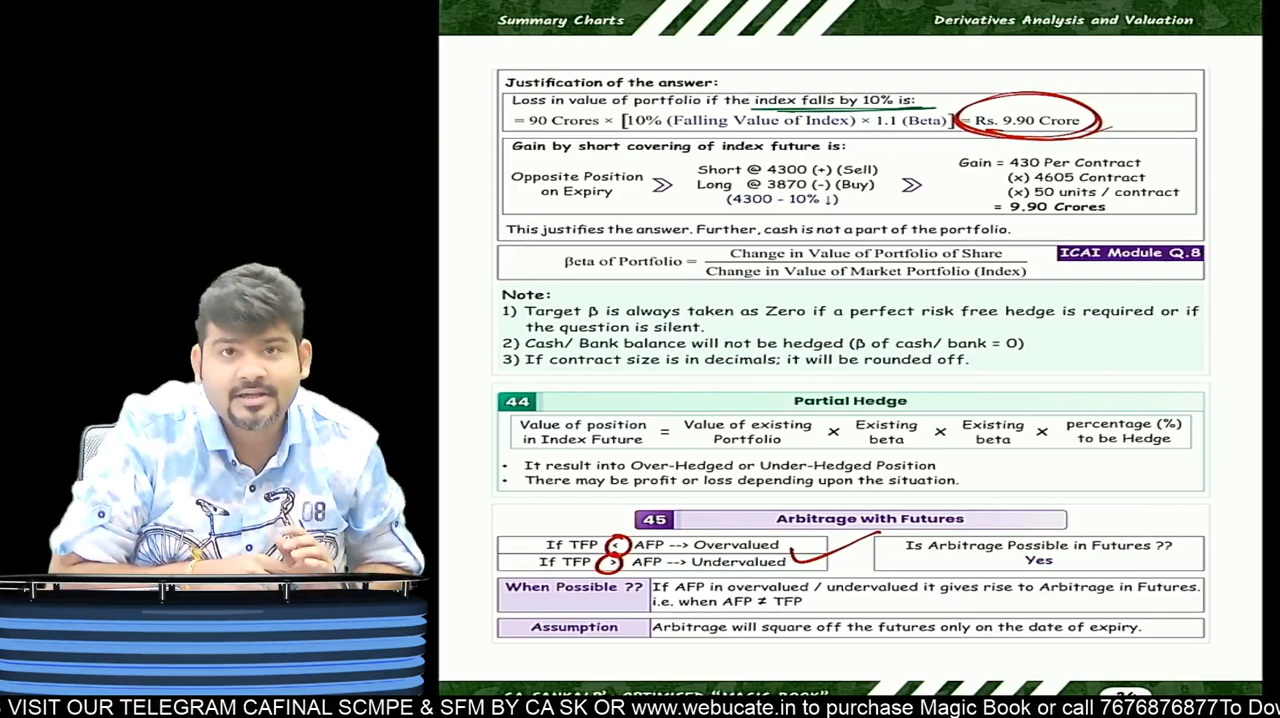 Summary Charts
Derivatives Analysis and Valuation
Justification of the answer:
Loss in value of portfolio if the index falls by 10% is:
= 90 Crores × [10% (Falling Value of Index) × 1.1 (Beta)] = Rs. 9.90 Crore
Gain by short covering of index future is:
Opposite Position
on Expiry
Short @ 4300 (+) (Sell)
Long @ 3870 (-) (Buy)
(4300 - 10% ↓)
Gain = 430 Per Contract
(x) 4605 Contract
(x) 50 units / contract
= 9.90 Crores
This justifies the answer. Further, cash is not a part of the portfolio.
βeta of Portfolio = Change in Value of Portfolio of Share
Change in Value of Market Portfolio (Index)
ICAI Module Q.8
Note:
1) Target β is always taken as Zero if a perfect risk free hedge is required or if
the question is silent.
2) Cash/ Bank balance will not be hedged (β of cash/ bank = 0)
3) If contract size is in decimals; it will be rounded off.
44 Partial Hedge
Value of position
in Index Future
=
Value of existing
Portfolio
×
Existing
beta
×
Existing
beta
×
percentage (%)
to be Hedge
• It result into Over-Hedged or Under-Hedged Position
• There may be profit or loss depending upon the situation.
45 Arbitrage with Futures
If TFP < AFP --> Overvalued
If TFP > AFP --> Undervalued
Is Arbitrage Possible in Futures ??
Yes
When Possible ??
If AFP in overvalued / undervalued it gives rise to Arbitrage in Futures.
i.e. when AFP ≠ TFP
Assumption
Arbitrage will square off the futures only on the date of expiry.
08
VISIT OUR TELEGRAM CAFINAL SCMPE & SFM BY CA SK OR www.webucate.in to purchase Magic Book or call 7676876877To Dow